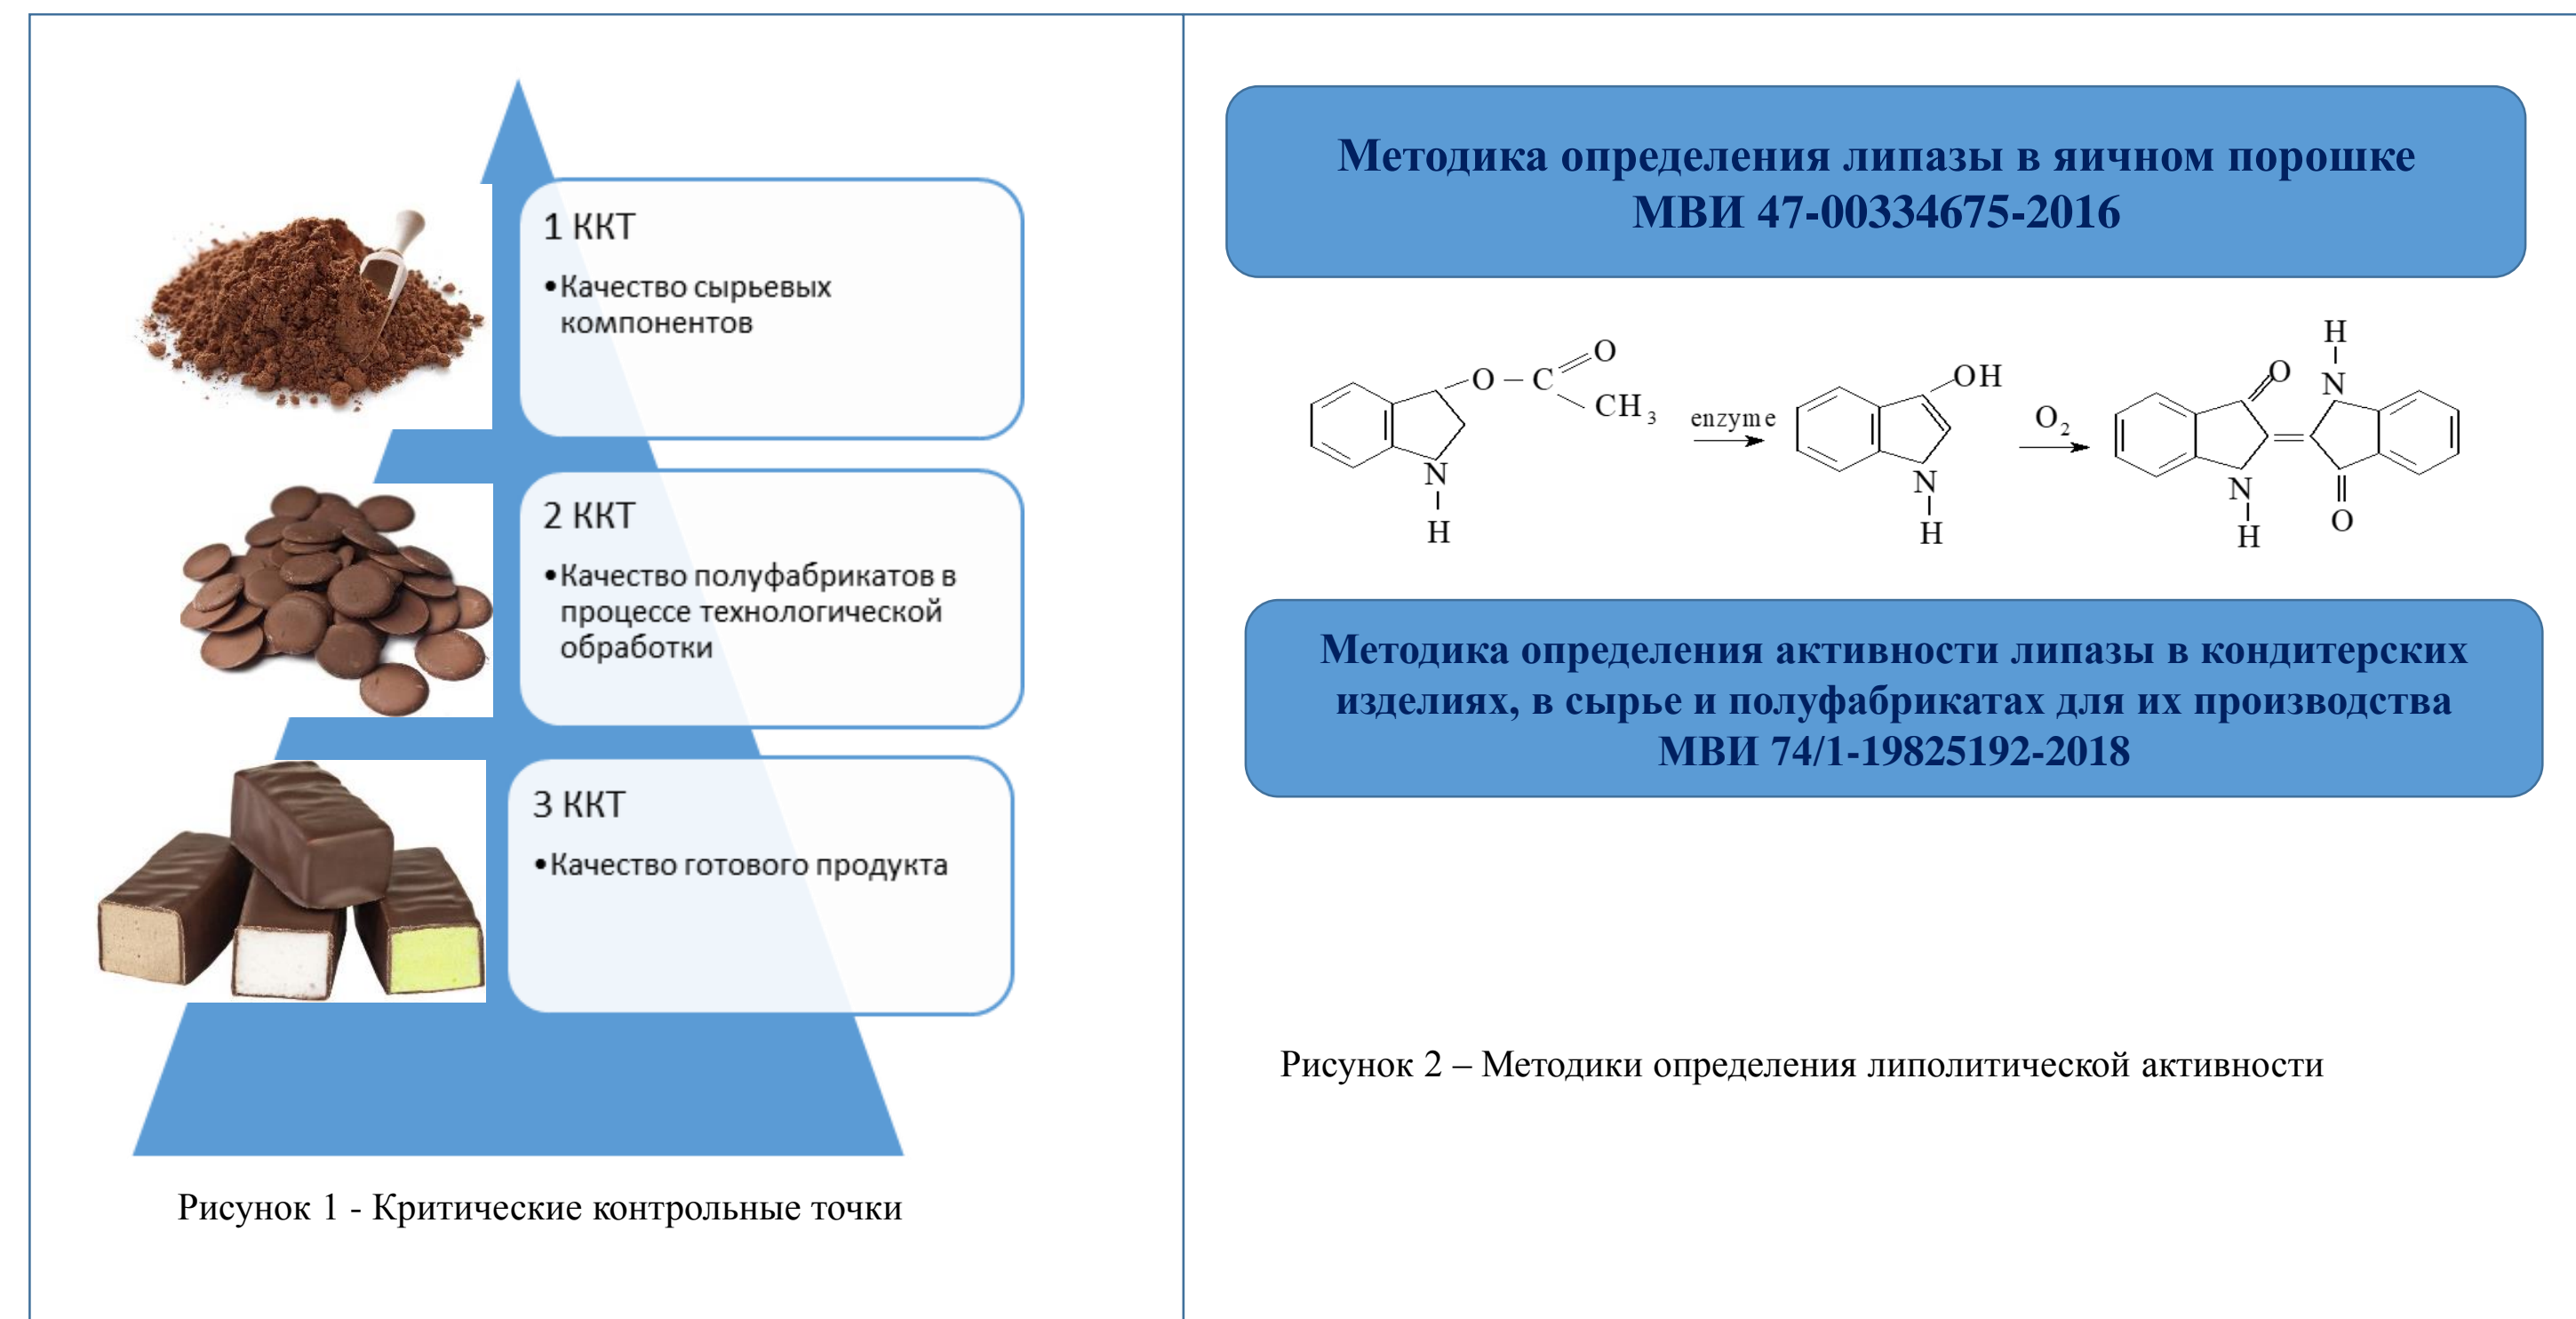 1 ККТ
•Качество сырьевых
компонентов
2 ККТ
•Качество полуфабрикатов в
процессе технологической
обработки
3 ККТ
•Качество готового продукта
Рисунок 1 - Критические контрольные точки
Методика определения липазы в яичном порошке
МВИ 47-00334675-2016
O – C
O
CH3
N
H
enzyme
OH
N
H
O2
O
H
N
N
H
O
Методика определения активности липазы в кондитерских
изделиях, в сырье и полуфабрикатах для их производства
МВИ 74/1-19825192-2018
Рисунок 2 – Методики определения липолитической активности